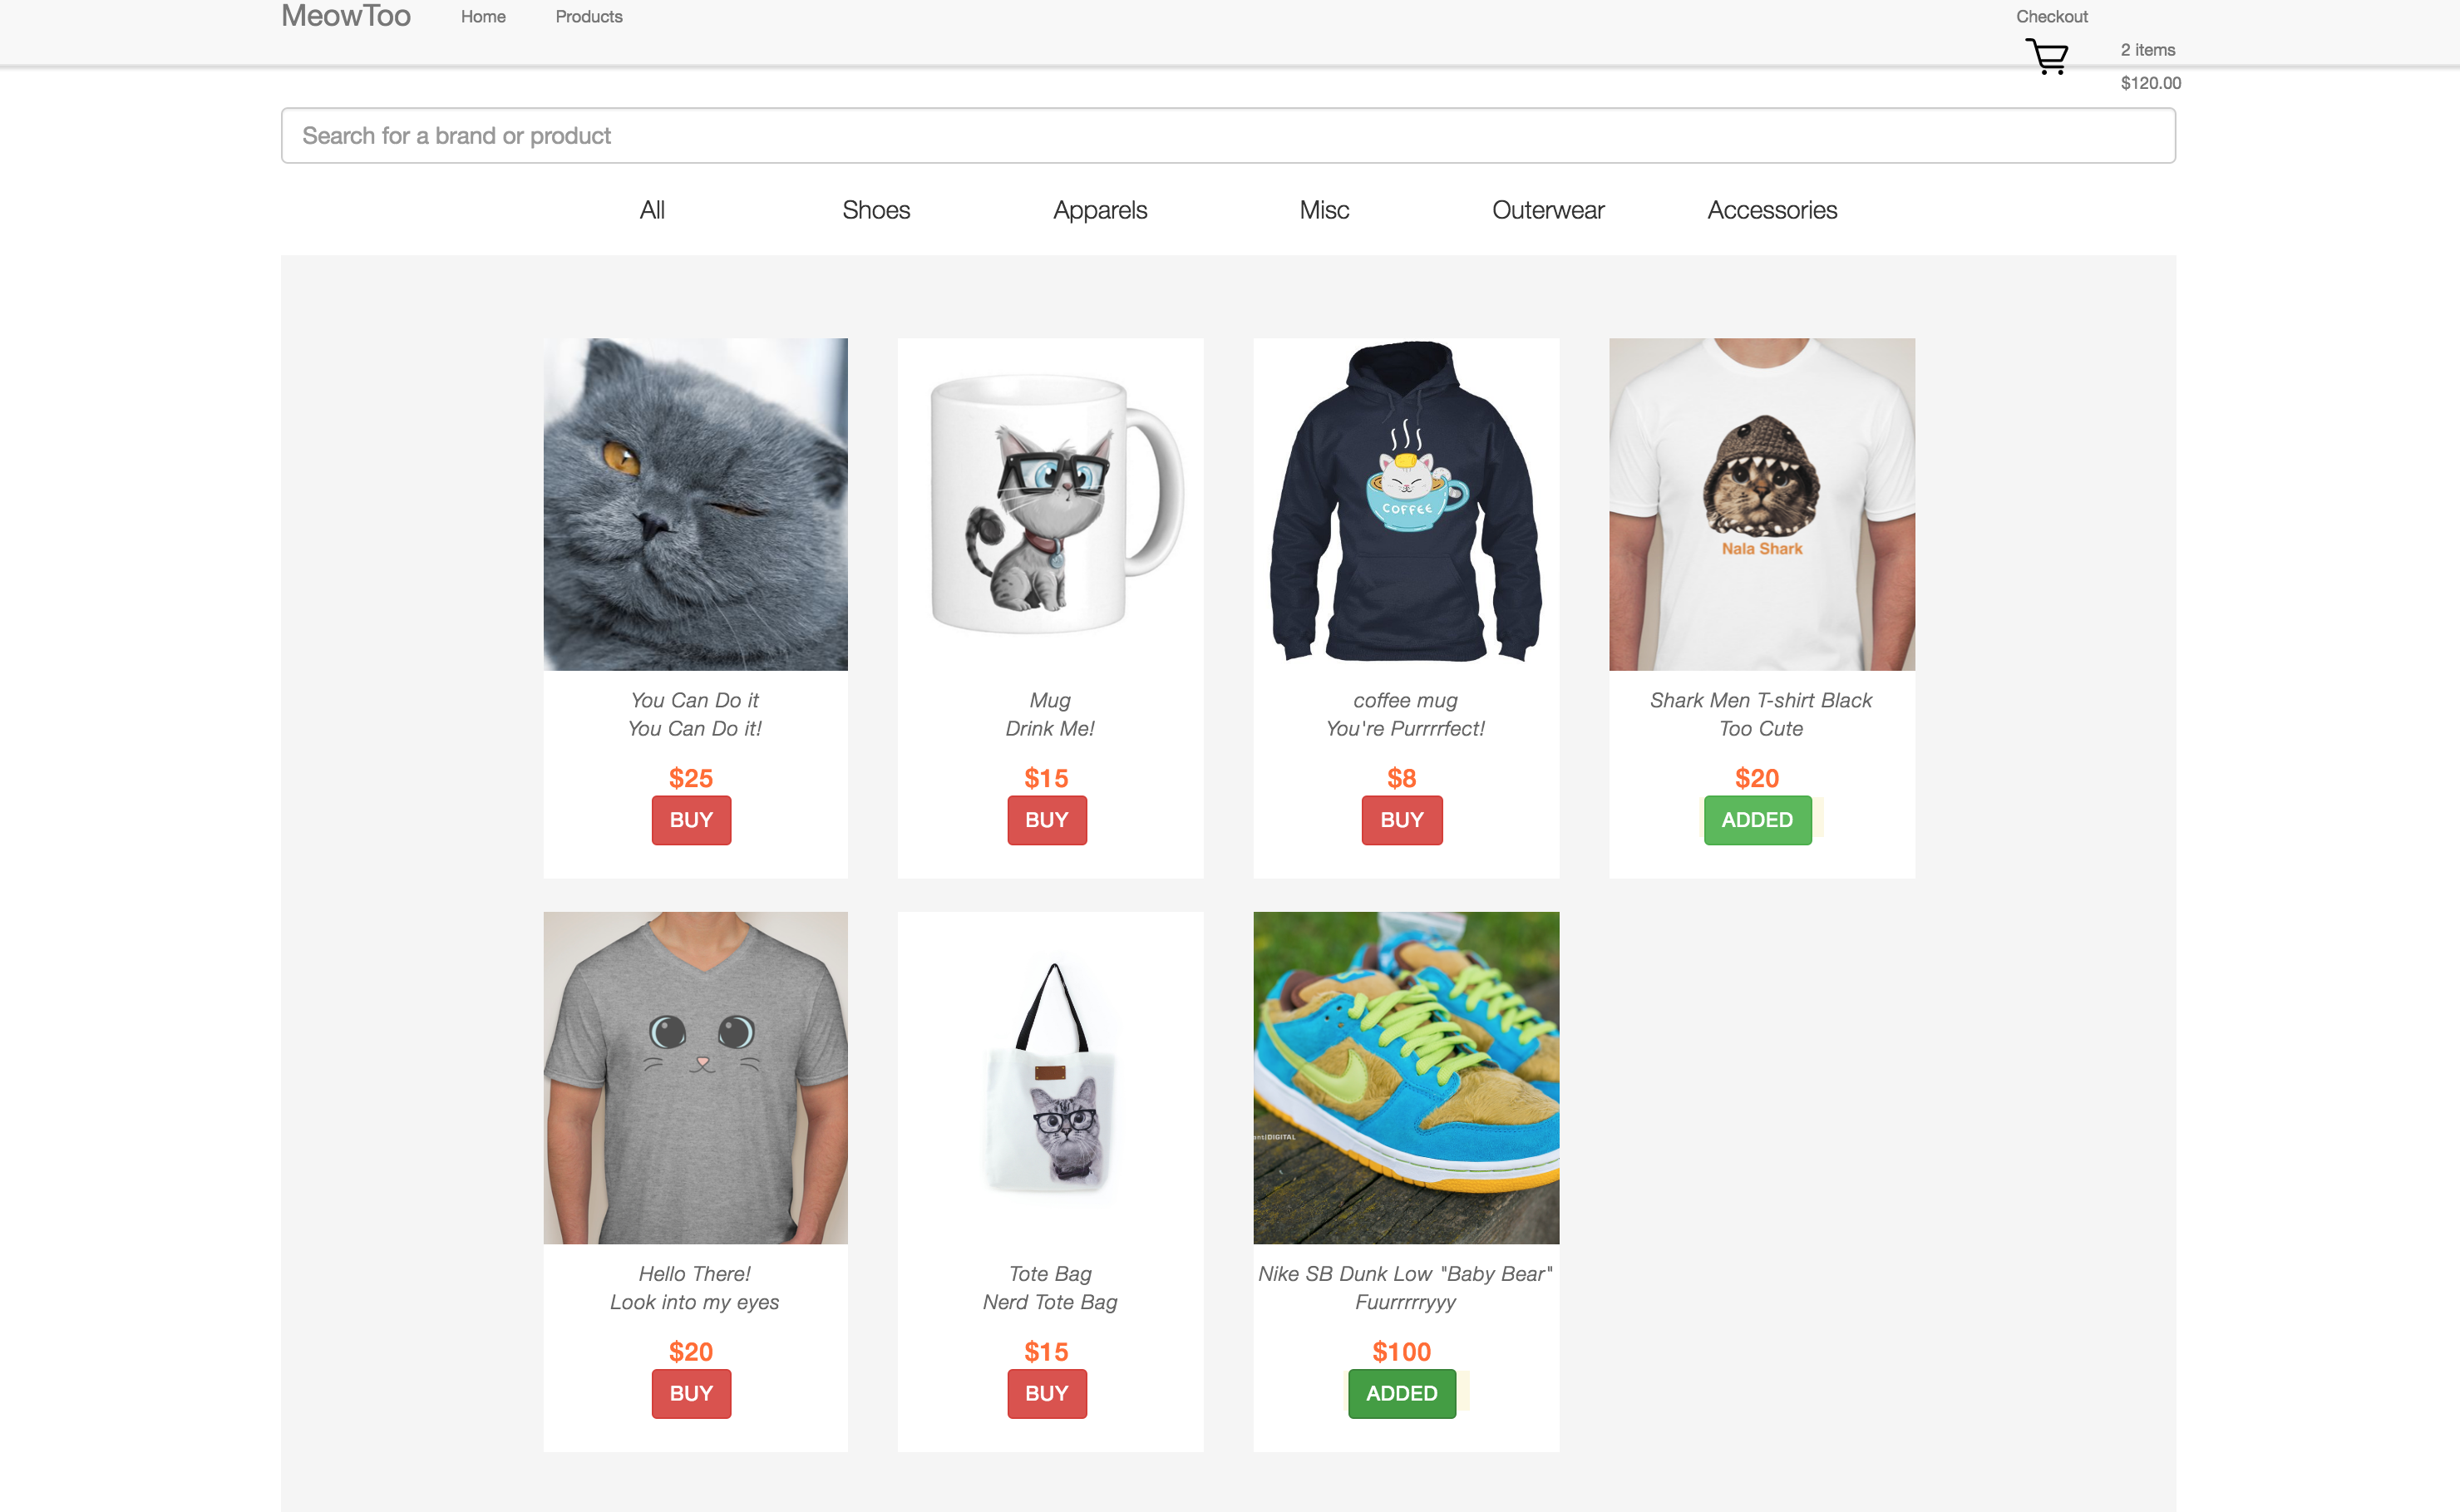 MeowToo
Home
Products
Checkout
2 items
$120.00
Search for a brand or product
All
Shoes
Apparels
Misc
Outerwear
Accessories
COFFEE
Nala Shark
You Can Do it
You Can Do it!
$25
BUY
Mug
Drink Me!
$15
BUY
coffee mug
You're Purrrrfect!
$8
BUY
Shark Men T-shirt Black
Too Cute
$20
ADDED
Hello There!
Look into my eyes
$20
BUY
Tote Bag
Nerd Tote Bag
$15
BUY
antiDIGITAL
Nike SB Dunk Low "Baby Bear"
Fuurrrrryyy
$100
ADDED